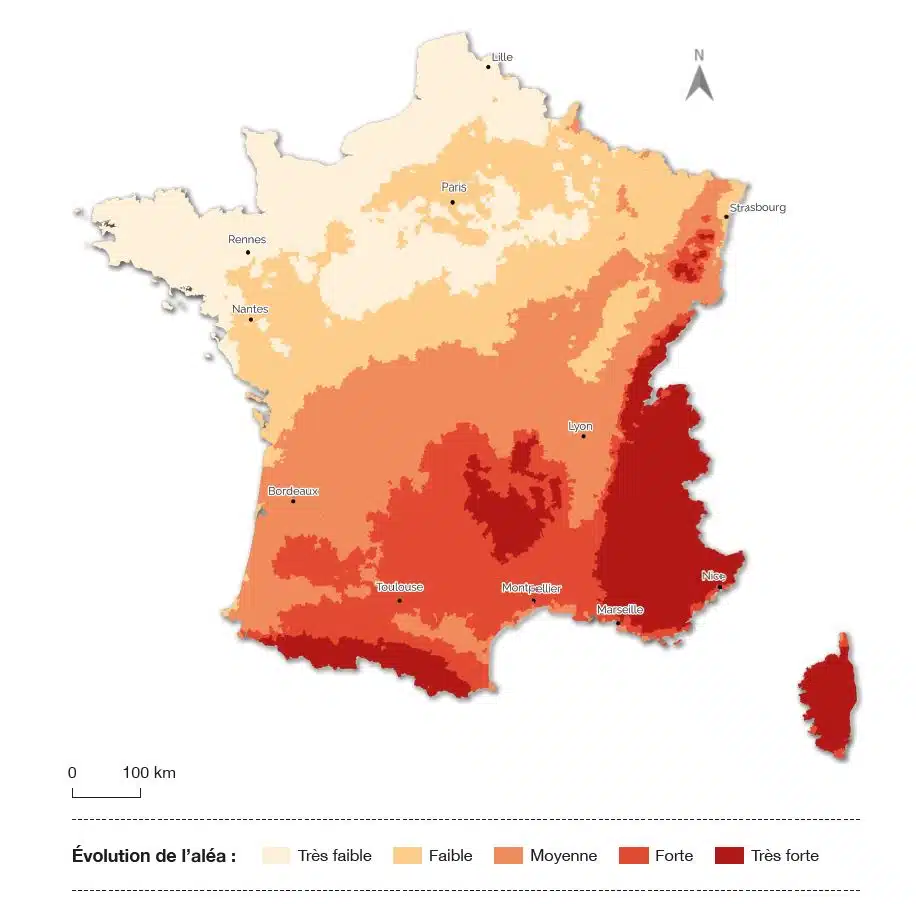 N
Lille
Paris
Strasbourg
Rennes
Nantes
Lyon
Bordeaux
Nice
Toulouse
Montpellier
Marseille
0 100 km
Évolution de l'aléa : Très faible Faible Moyenne Forte Très forte